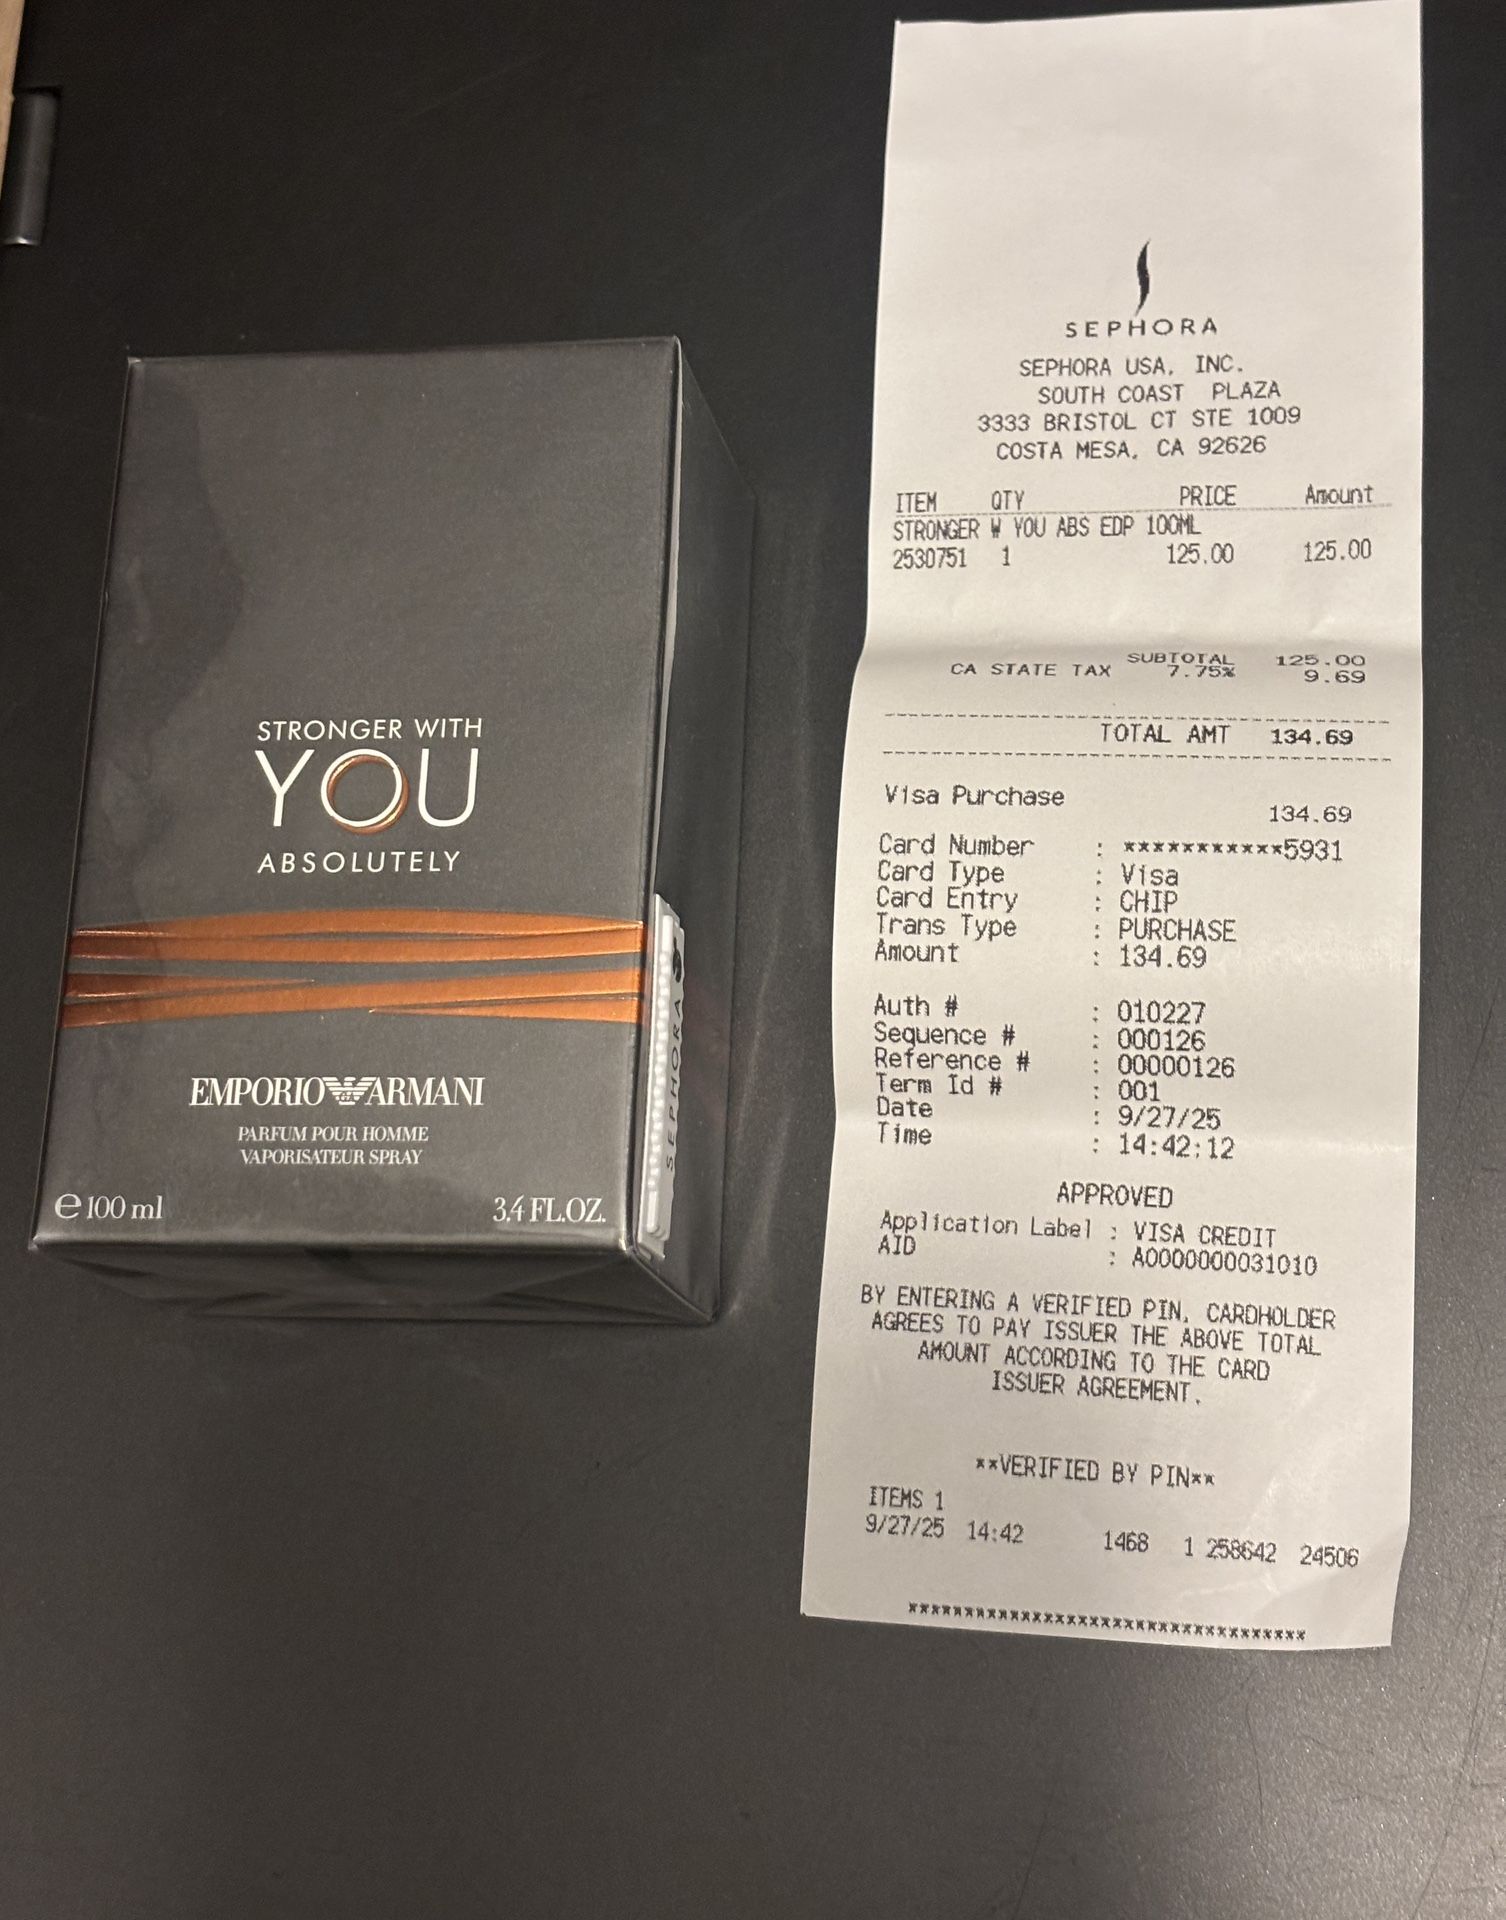 STRONGER WITH
YOU
ABSOLUTELY
EMPORIO ARMANI
PARFUM POUR HOMME
VAPORISATEUR SPRAY
e 100 ml 3.4 FL.OZ.
SEPHORA
SEPHORA
SEPHORA USA, INC.
SOUTH COAST PLAZA
3333 BRISTOL CT STE 1009
COSTA MESA, CA 92626
ITEM QTY PRICE Amount
STRONGER W YOU ABS EDP 100ML
2530751 1 125.00 125.00
SUBTOTAL 125.00
CA STATE TAX 7.75% 9.69
TOTAL AMT 134.69
Visa Purchase
134.69
Card Number : ***********5931
Card Type : Visa
Card Entry : CHIP
Trans Type : PURCHASE
Amount : 134.69
Auth # : 010227
Sequence # : 000126
Reference # : 00000126
Term Id # : 001
Date : 9/27/25
Time : 14:42:12
APPROVED
Application Label : VISA CREDIT
AID : A0000000031010
BY ENTERING A VERIFIED PIN, CARDHOLDER
AGREES TO PAY ISSUER THE ABOVE TOTAL
AMOUNT ACCORDING TO THE CARD
ISSUER AGREEMENT.
**VERIFIED BY PIN**
ITEMS 1
9/27/25 14:42 1468 1 258642 24506
************************************